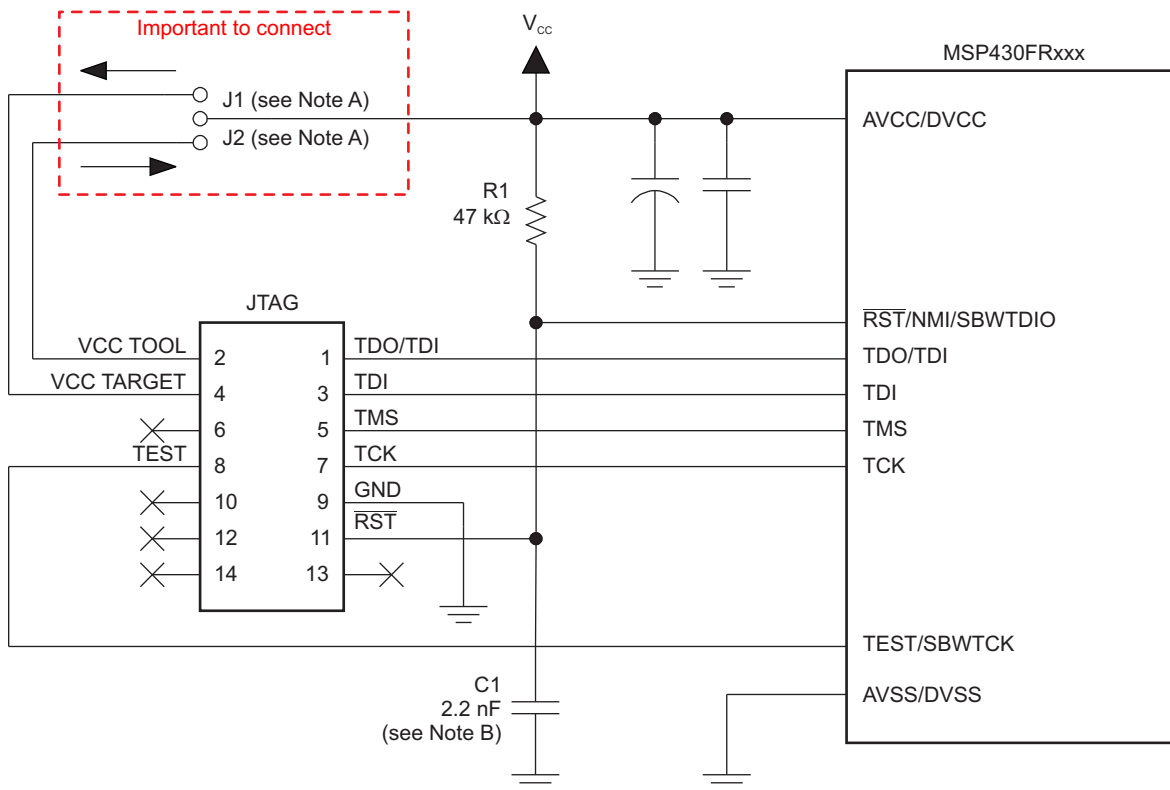 Important to connect
J1 (see Note A)
J2 (see Note A)
VCC
MSP430FRxxx
AVCC/DVCC
R1
47 kΩ
JTAG
RST/NMI/SBWTDIO
VCC TOOL
2
1
TDO/TDI
TDO/TDI
VCC TARGET
4
3
TDI
TDI
6
5
TMS
TMS
TEST
8
7
TCK
TCK
10
9
GND
12
11
RST
14
13
TEST/SBWTCK
C1
2.2 nF
(see Note B)
AVSS/DVSS